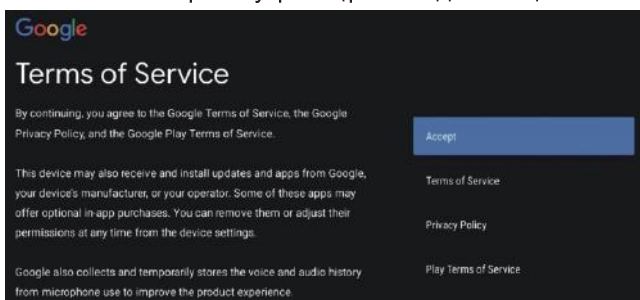 Google
Terms of Service
By continuing, you agree to the Google Terms of Service, the Google
Privacy Policy, and the Google Play Terms of Service.
This device may also receive and install updates and apps from Google,
your device's manufacturer, or your operator. Some of these apps may
offer optional in-app purchases. You can remove them or adjust their
permissions at any time from the device settings.
Google also collects and temporarily stores the voice and audio history
from microphone use to improve the product experience.
Accept
Terms of Service
Privacy Policy
Play Terms of Service